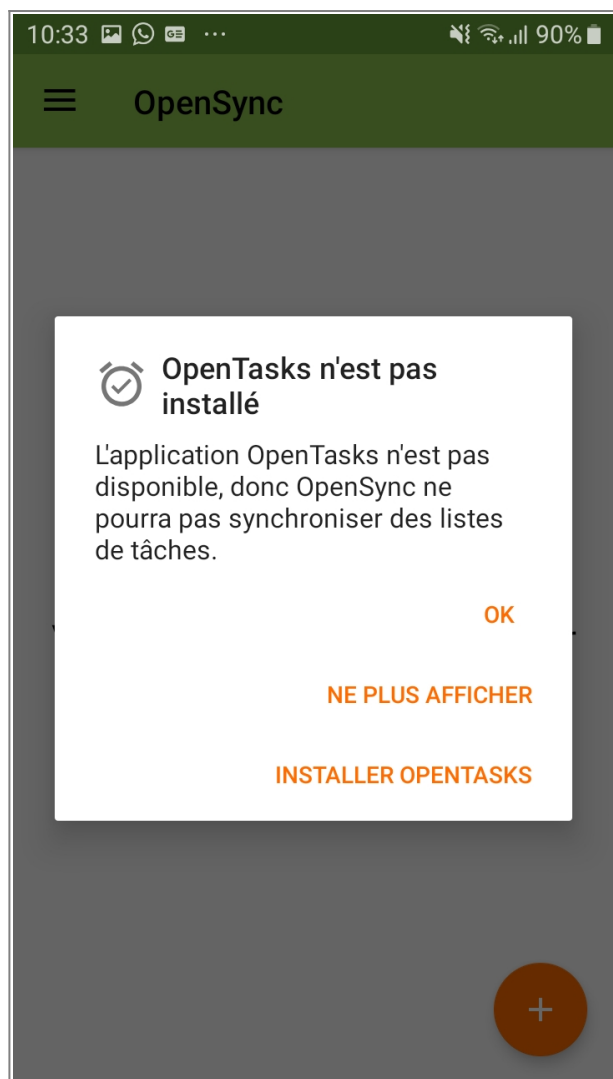 10:33 GE ... 90%
OpenSync
OpenTasks n'est pas
installé
L'application OpenTasks n'est pas
disponible, donc OpenSync ne
pourra pas synchroniser des listes
de tâches.
OK
NE PLUS AFFICHER
INSTALLER OPENTASKS
+